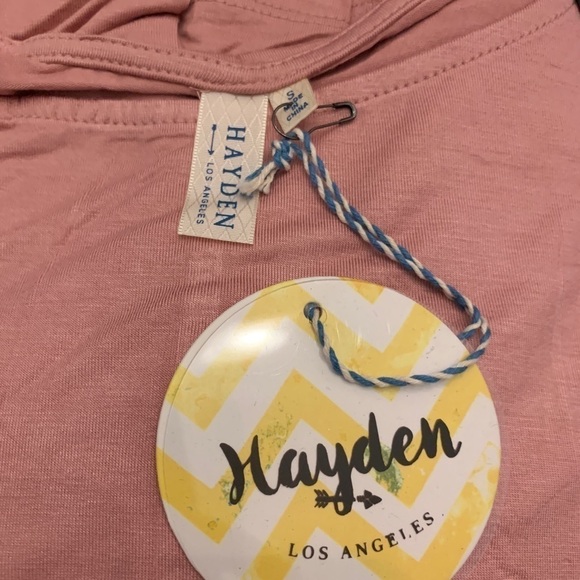 HAYDEN
LOS ANGELES
S
MADE
IN
CHINA
Hayden
LOS ANGELES